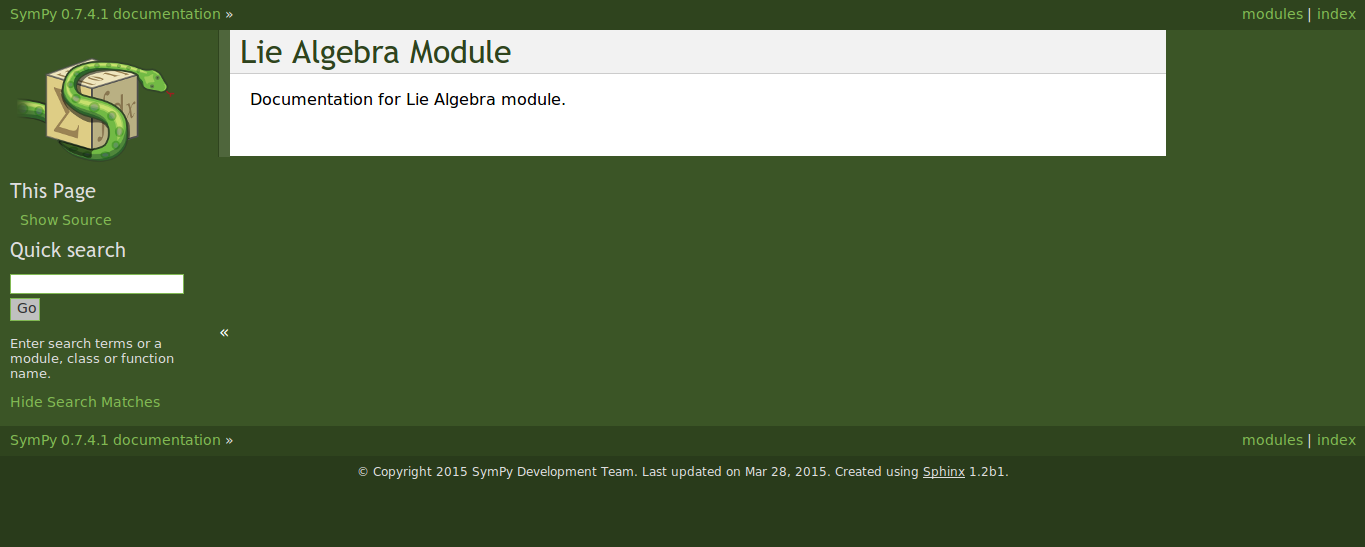 SymPy 0.7.4.1 documentation »
modules | index
Lie Algebra Module
Documentation for Lie Algebra module.
Σ ∫ dx
This Page
Show Source
Quick search
Go
«
Enter search terms or a
module, class or function
name.
Hide Search Matches
SymPy 0.7.4.1 documentation »
modules | index
© Copyright 2015 SymPy Development Team. Last updated on Mar 28, 2015. Created using Sphinx 1.2b1.